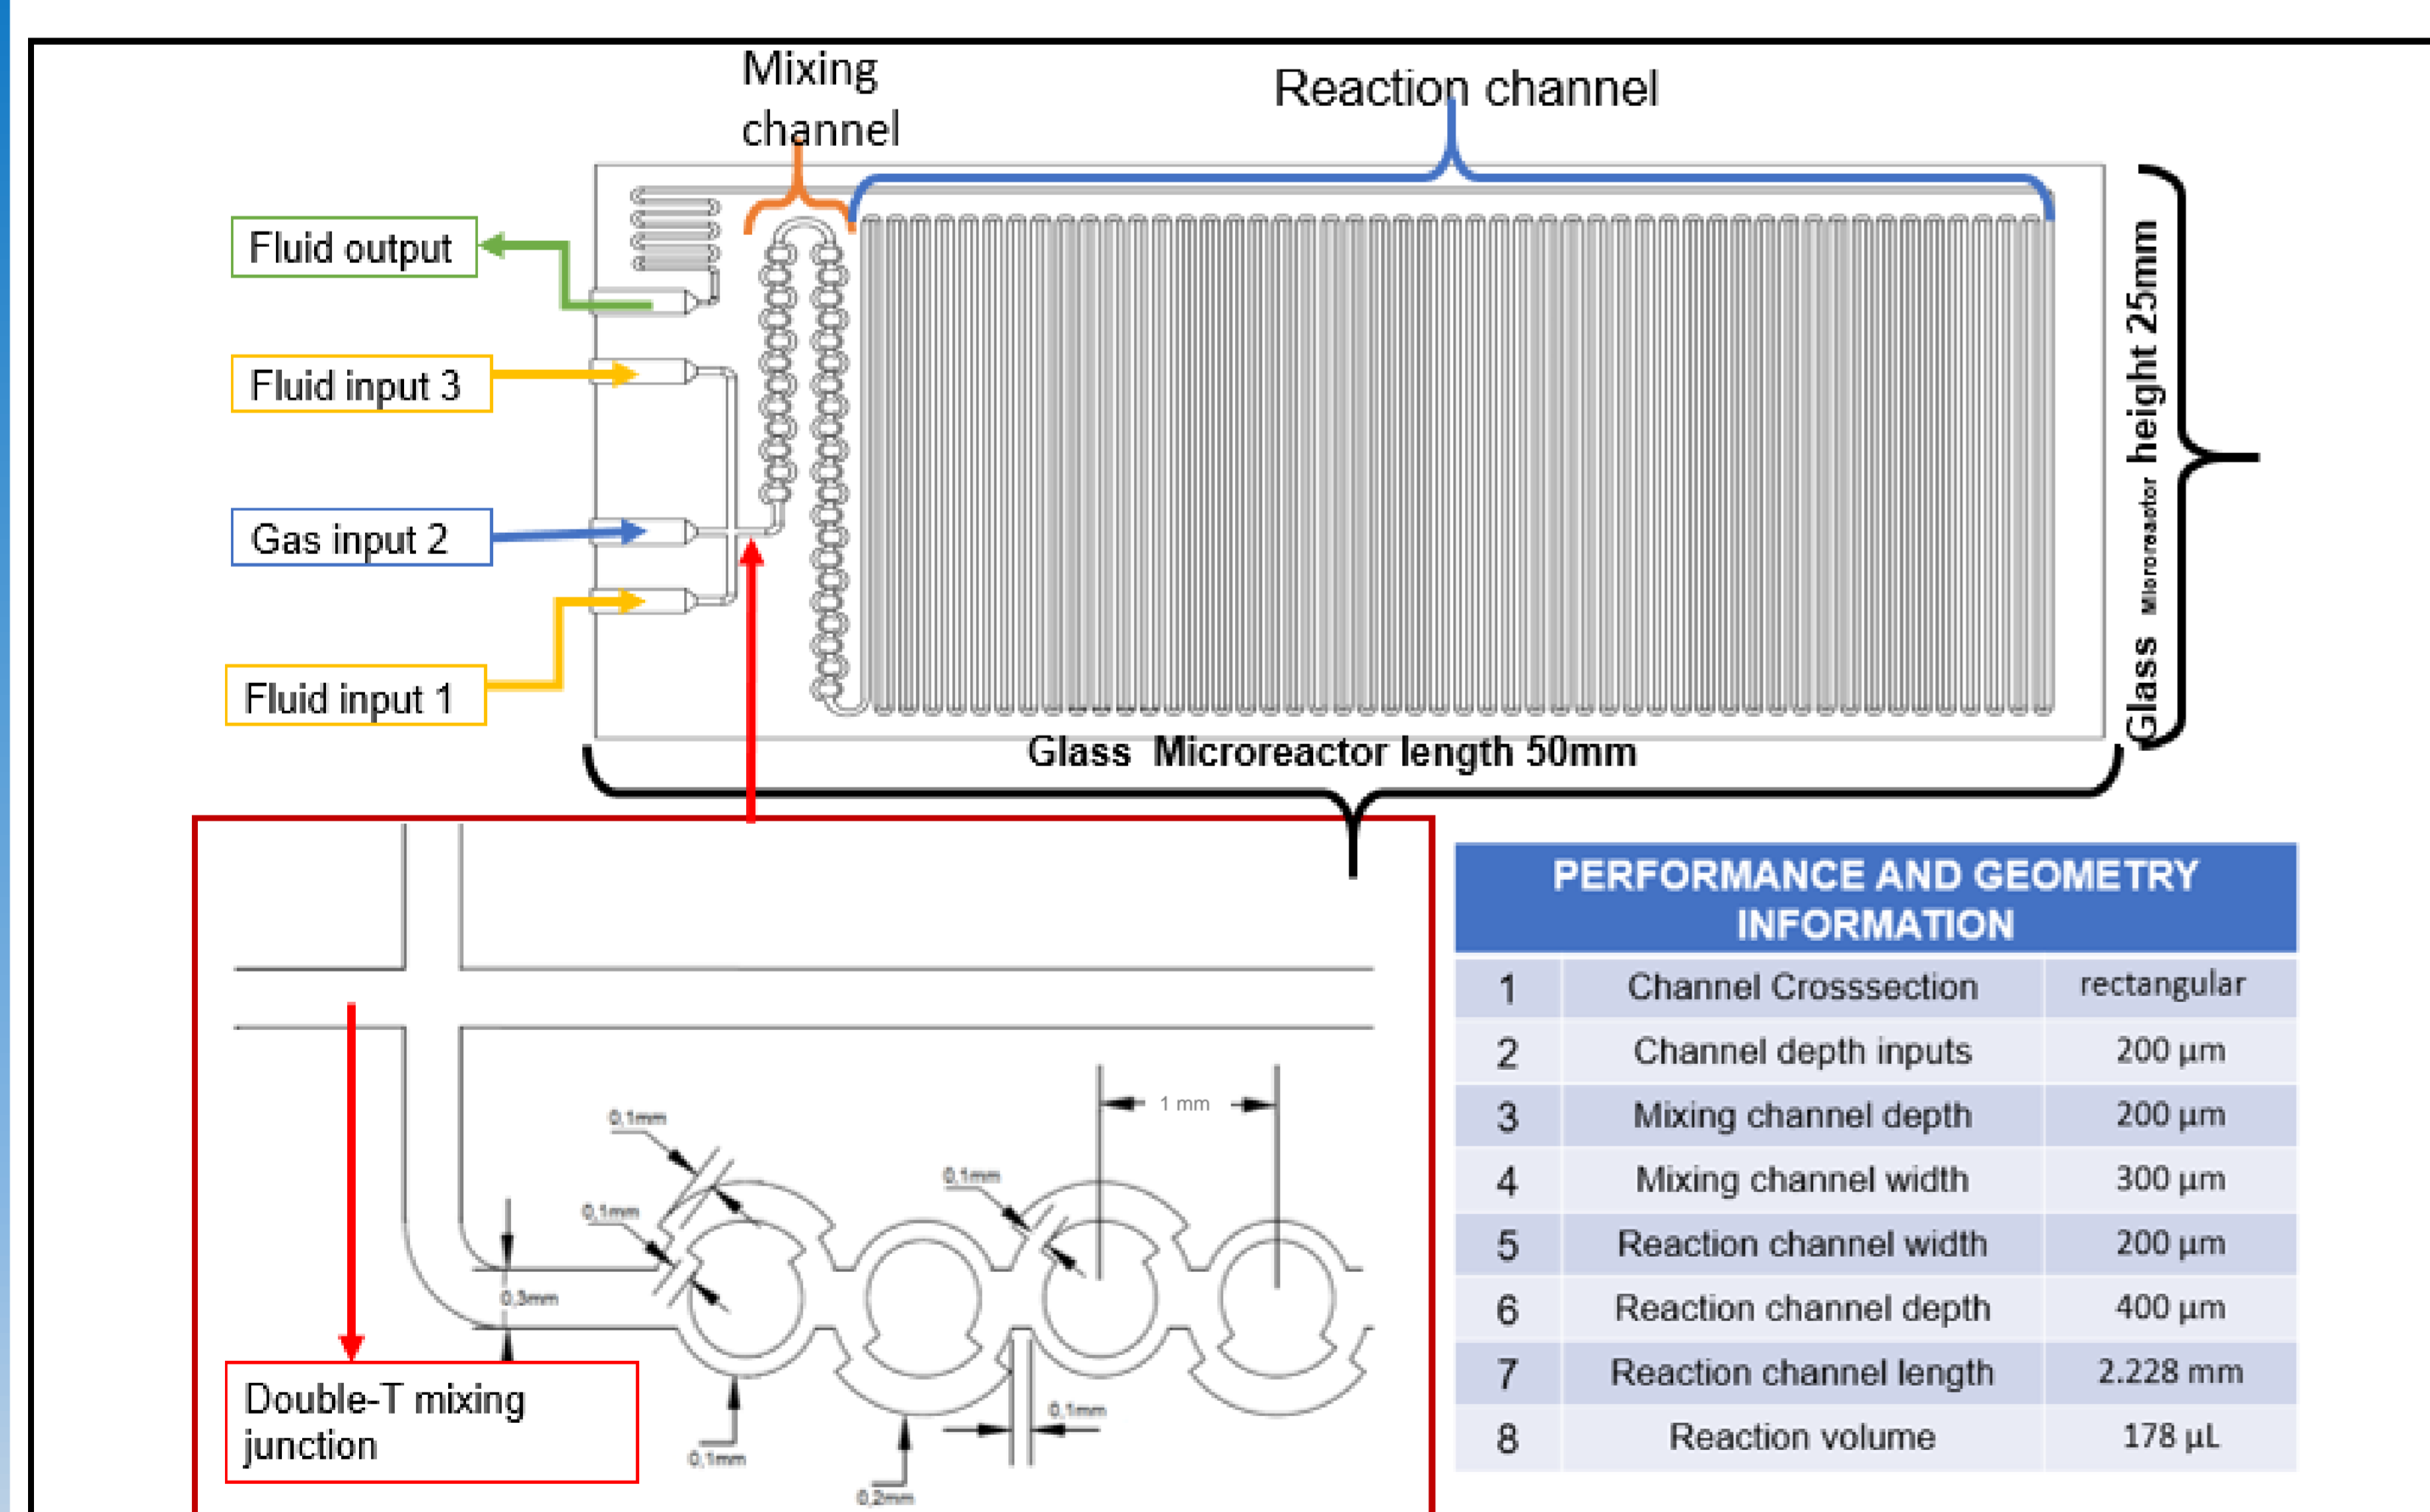 Mixing
channel
Reaction channel
Fluid output
Fluid input 3
Gas input 2
Fluid input 1
Glass Microreactor height 25mm
Glass Microreactor length 50mm
0,1mm
0,1mm
0,1mm
1 mm
0,3mm
0,1mm
0,1mm
0,2mm
Double-T mixing
junction
PERFORMANCE AND GEOMETRY
INFORMATION
1 Channel Crosssection rectangular
2 Channel depth inputs 200 µm
3 Mixing channel depth 200 µm
4 Mixing channel width 300 µm
5 Reaction channel width 200 µm
6 Reaction channel depth 400 µm
7 Reaction channel length 2.228 mm
8 Reaction volume 178 µL